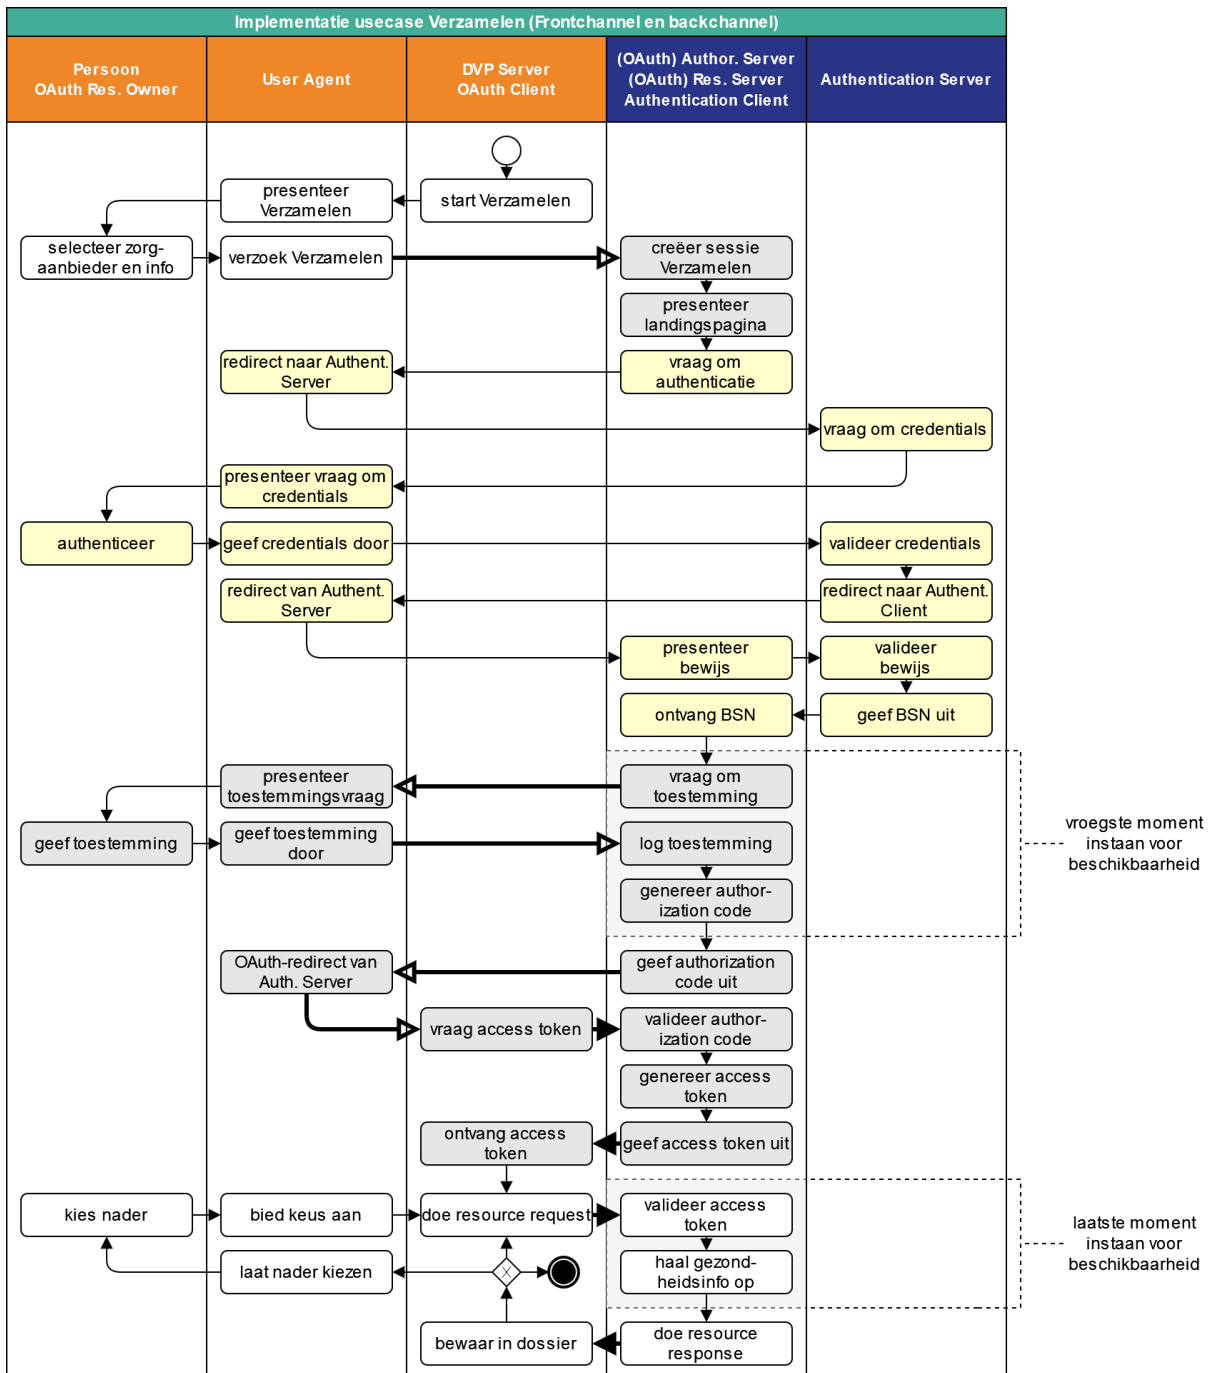 Implementatie usecase Verzamelen (Frontchannel en backchannel)
Persoon
OAuth Res. Owner
User Agent
DVP Server
OAuth Client
(OAuth) Author. Server
(OAuth) Res. Server
Authentication Client
Authentication Server
presenteer
Verzamelen
start Verzamelen
selecteer zorg-
aanbieder en info
verzoek Verzamelen
creëer sessie
Verzamelen
presenteer
landingspagina
redirect naar Authent.
Server
vraag om
authenticatie
vraag om credentials
presenteer vraag om
credentials
authenticeer
geef credentials door
valideer credentials
redirect van Authent.
Server
redirect naar Authent.
Client
presenteer
bewijs
valideer
bewijs
ontvang BSN
geef BSN uit
presenteer
toestemmingsvraag
vraag om
toestemming
geef toestemming
geef toestemming
door
log toestemming
vroegste moment
instaan voor
beschikbaarheid
genereer author-
ization code
OAuth-redirect van
Auth. Server
geef authorization
code uit
vraag access token
valideer author-
ization code
genereer access
token
ontvang access
token
geef access token uit
kies nader
bied keus aan
doe resource request
valideer access
token
laatste moment
instaan voor
beschikbaarheid
laat nader kiezen
X
haal gezond-
heidsinfo op
bewaar in dossier
doe resource
response